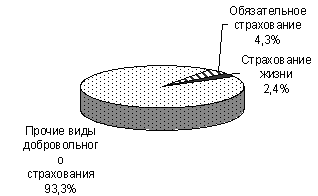 Обязательное
страхование
4,3%
Страхование
жизни
2,4%
Прочие виды
добровольног
о
страхования
93,3%